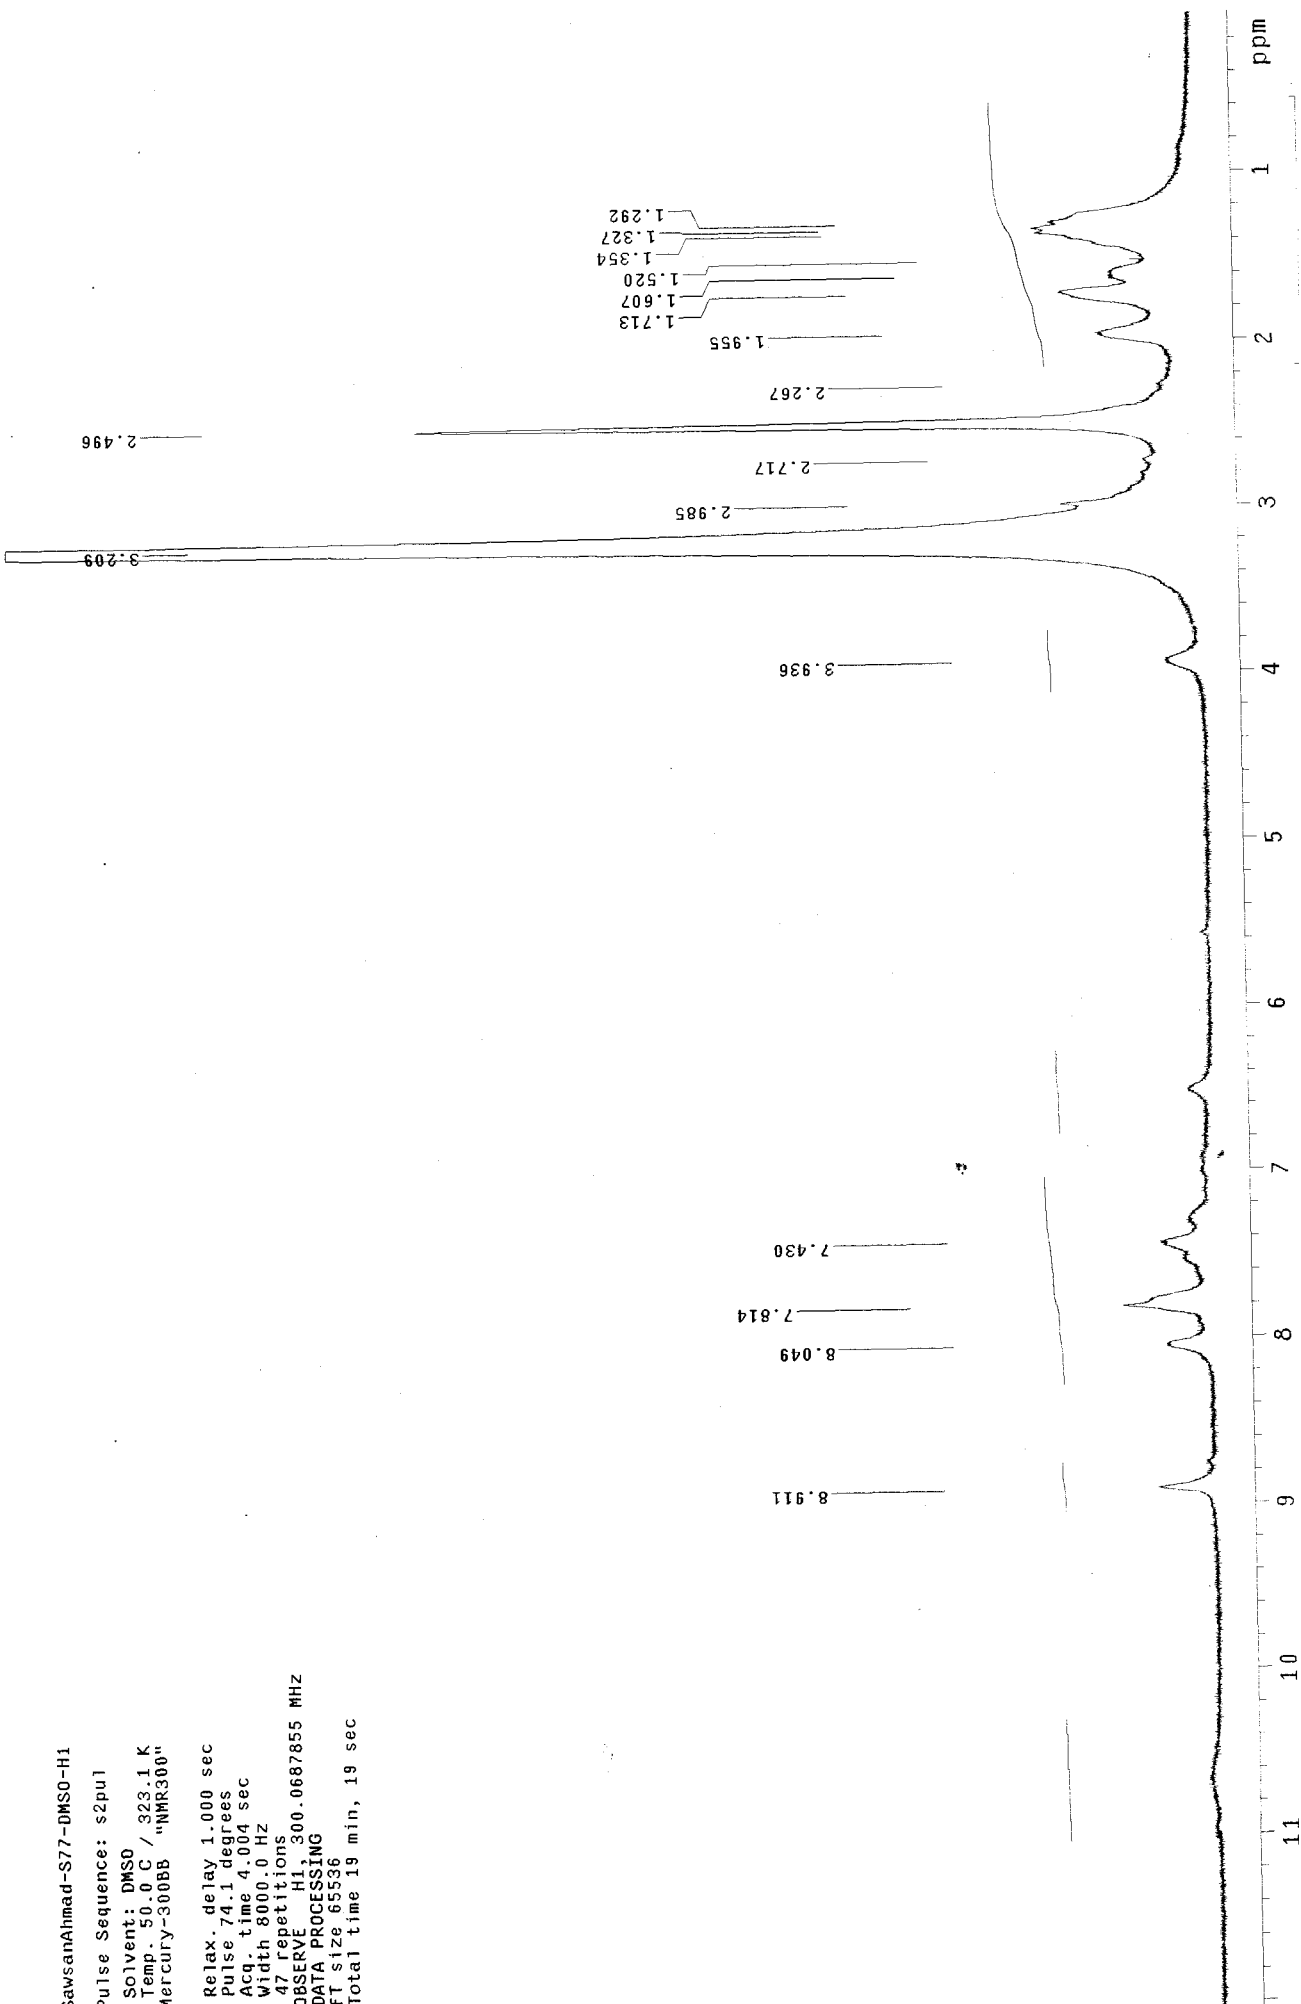 SawsanAhmad-S77-DMSO-H1
Pulse Sequence: s2pul
Solvent: DMSO
Temp. 50.0 C / 323.1 K
Mercury-300BB "NMR300"
Relax. delay 1.000 sec
Pulse 74.1 degrees
Acq. time 4.004 sec
Width 8000.0 Hz
47 repetitions
OBSERVE H1, 300.0687855 MHz
DATA PROCESSING
FT size 65536
Total time 19 min, 19 sec
8.911
8.049
7.814
7.430
3.936
3.209
2.985
2.717
2.496
2.267
1.955
1.713
1.607
1.520
1.354
1.327
1.292
11
10
9
8
7
6
5
4
3
2
1
ppm